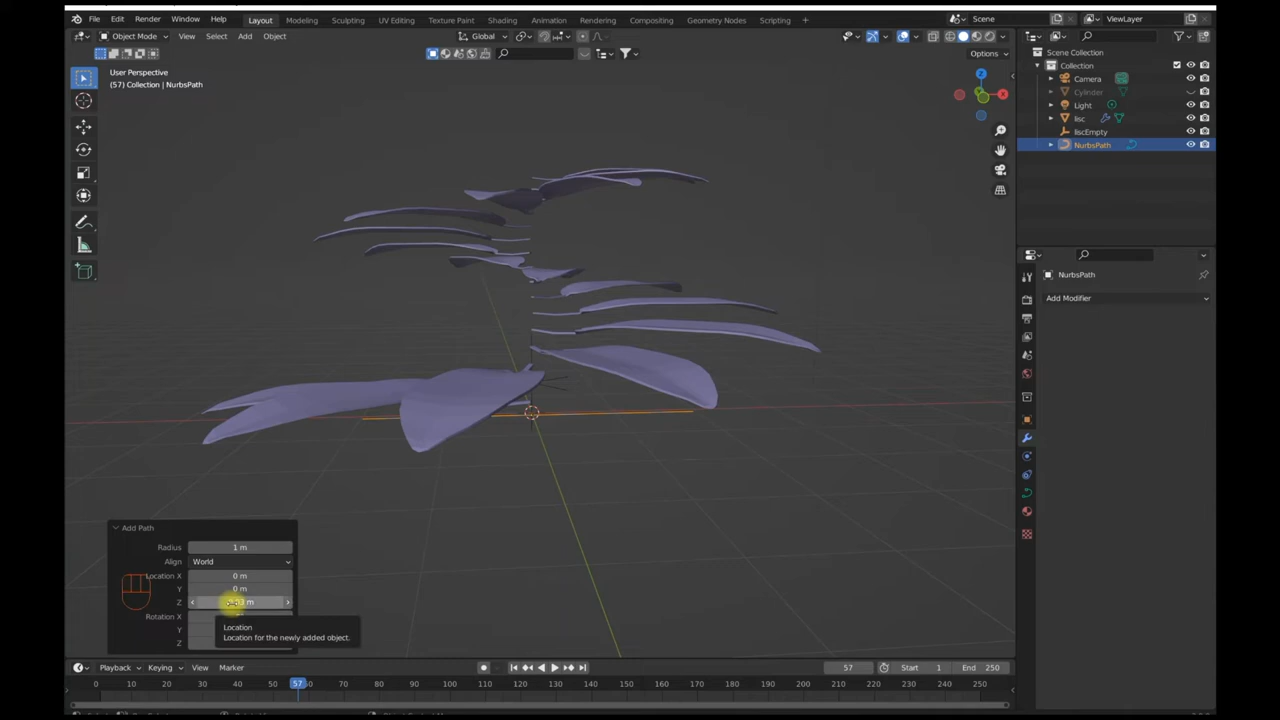 File Edit Render Window Help Layout Modeling Sculpting UV Editing Texture Paint Shading Animation Rendering Compositing Geometry Nodes Scripting + Scene ViewLayer
Object Mode View Select Add Object Global
Options
User Perspective
(57) Collection | NurbsPath
Scene Collection
Collection
Camera
Cylinder
Light
lisc
liscEmpty
NurbsPath
NurbsPath
Add Modifier
Z
X
Add Path
Radius 1 m
Align World
Location X 0 m
Y 0 m
Z
Rotation X
Y
Z
Location
Location for the newly added object.
Playback Keying View Marker 57 Start 1 End 250
0 10 20 30 40 50 57 70 80 90 100 110 120 130 140 150 160 170 180 190 200 210 220 230 240 250